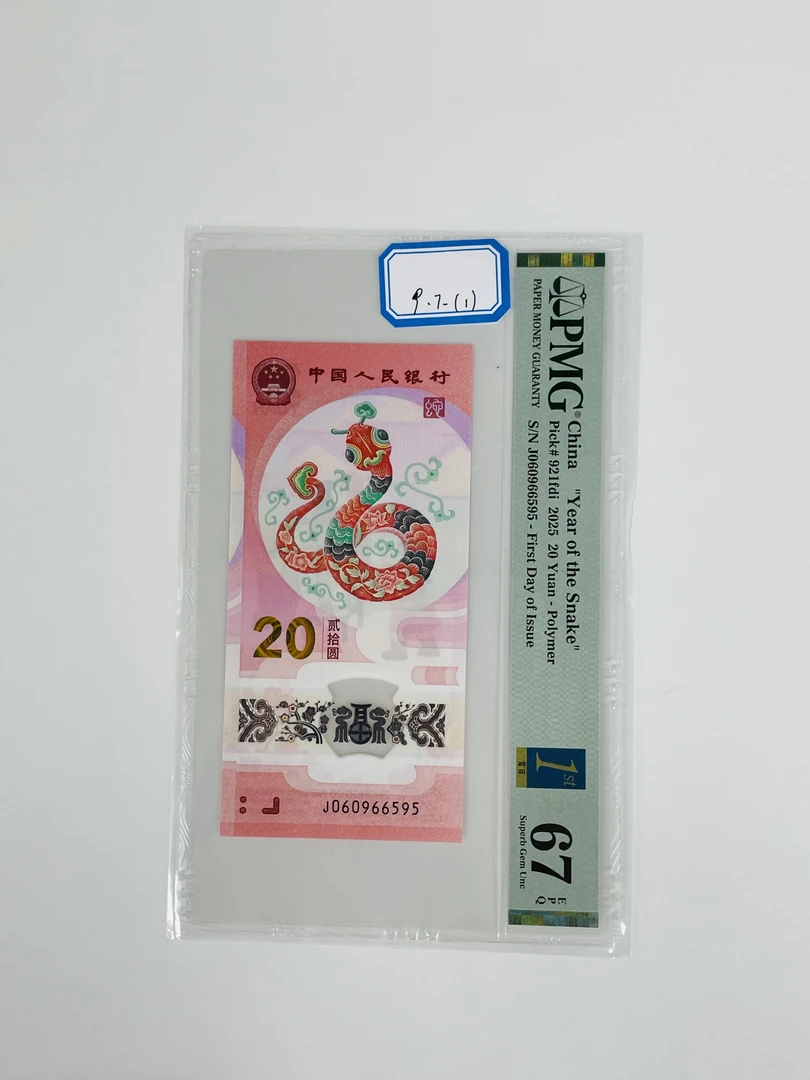 9.7-(1)
中国人民银行
20
贰拾圆
J060966595
PMG®
PAPER MONEY GUARANTY
China "Year of the Snake"
Pick# 921fdi 2025 20 Yuan - Polymer
S/N J060966595 - First Day of Issue
1st
首日
67
EPQ
Superb Gem Unc